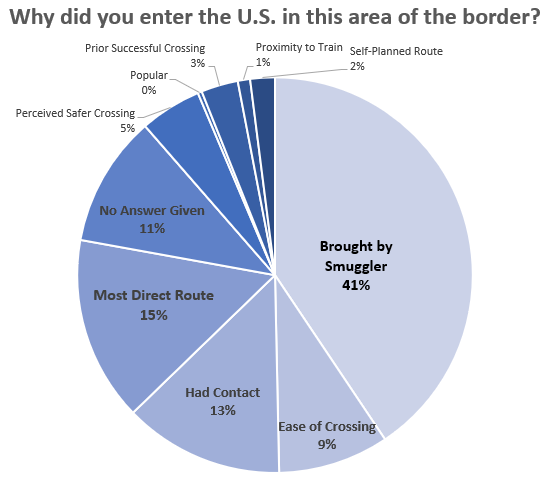 Why did you enter the U.S. in this area of the border?
Prior Successful Crossing
3%
Proximity to Train
1%
Self-Planned Route
2%
Popular
0%
Perceived Safer Crossing
5%
No Answer Given
11%
Brought by
Smuggler
41%
Most Direct Route
15%
Had Contact
13%
Ease of Crossing
9%